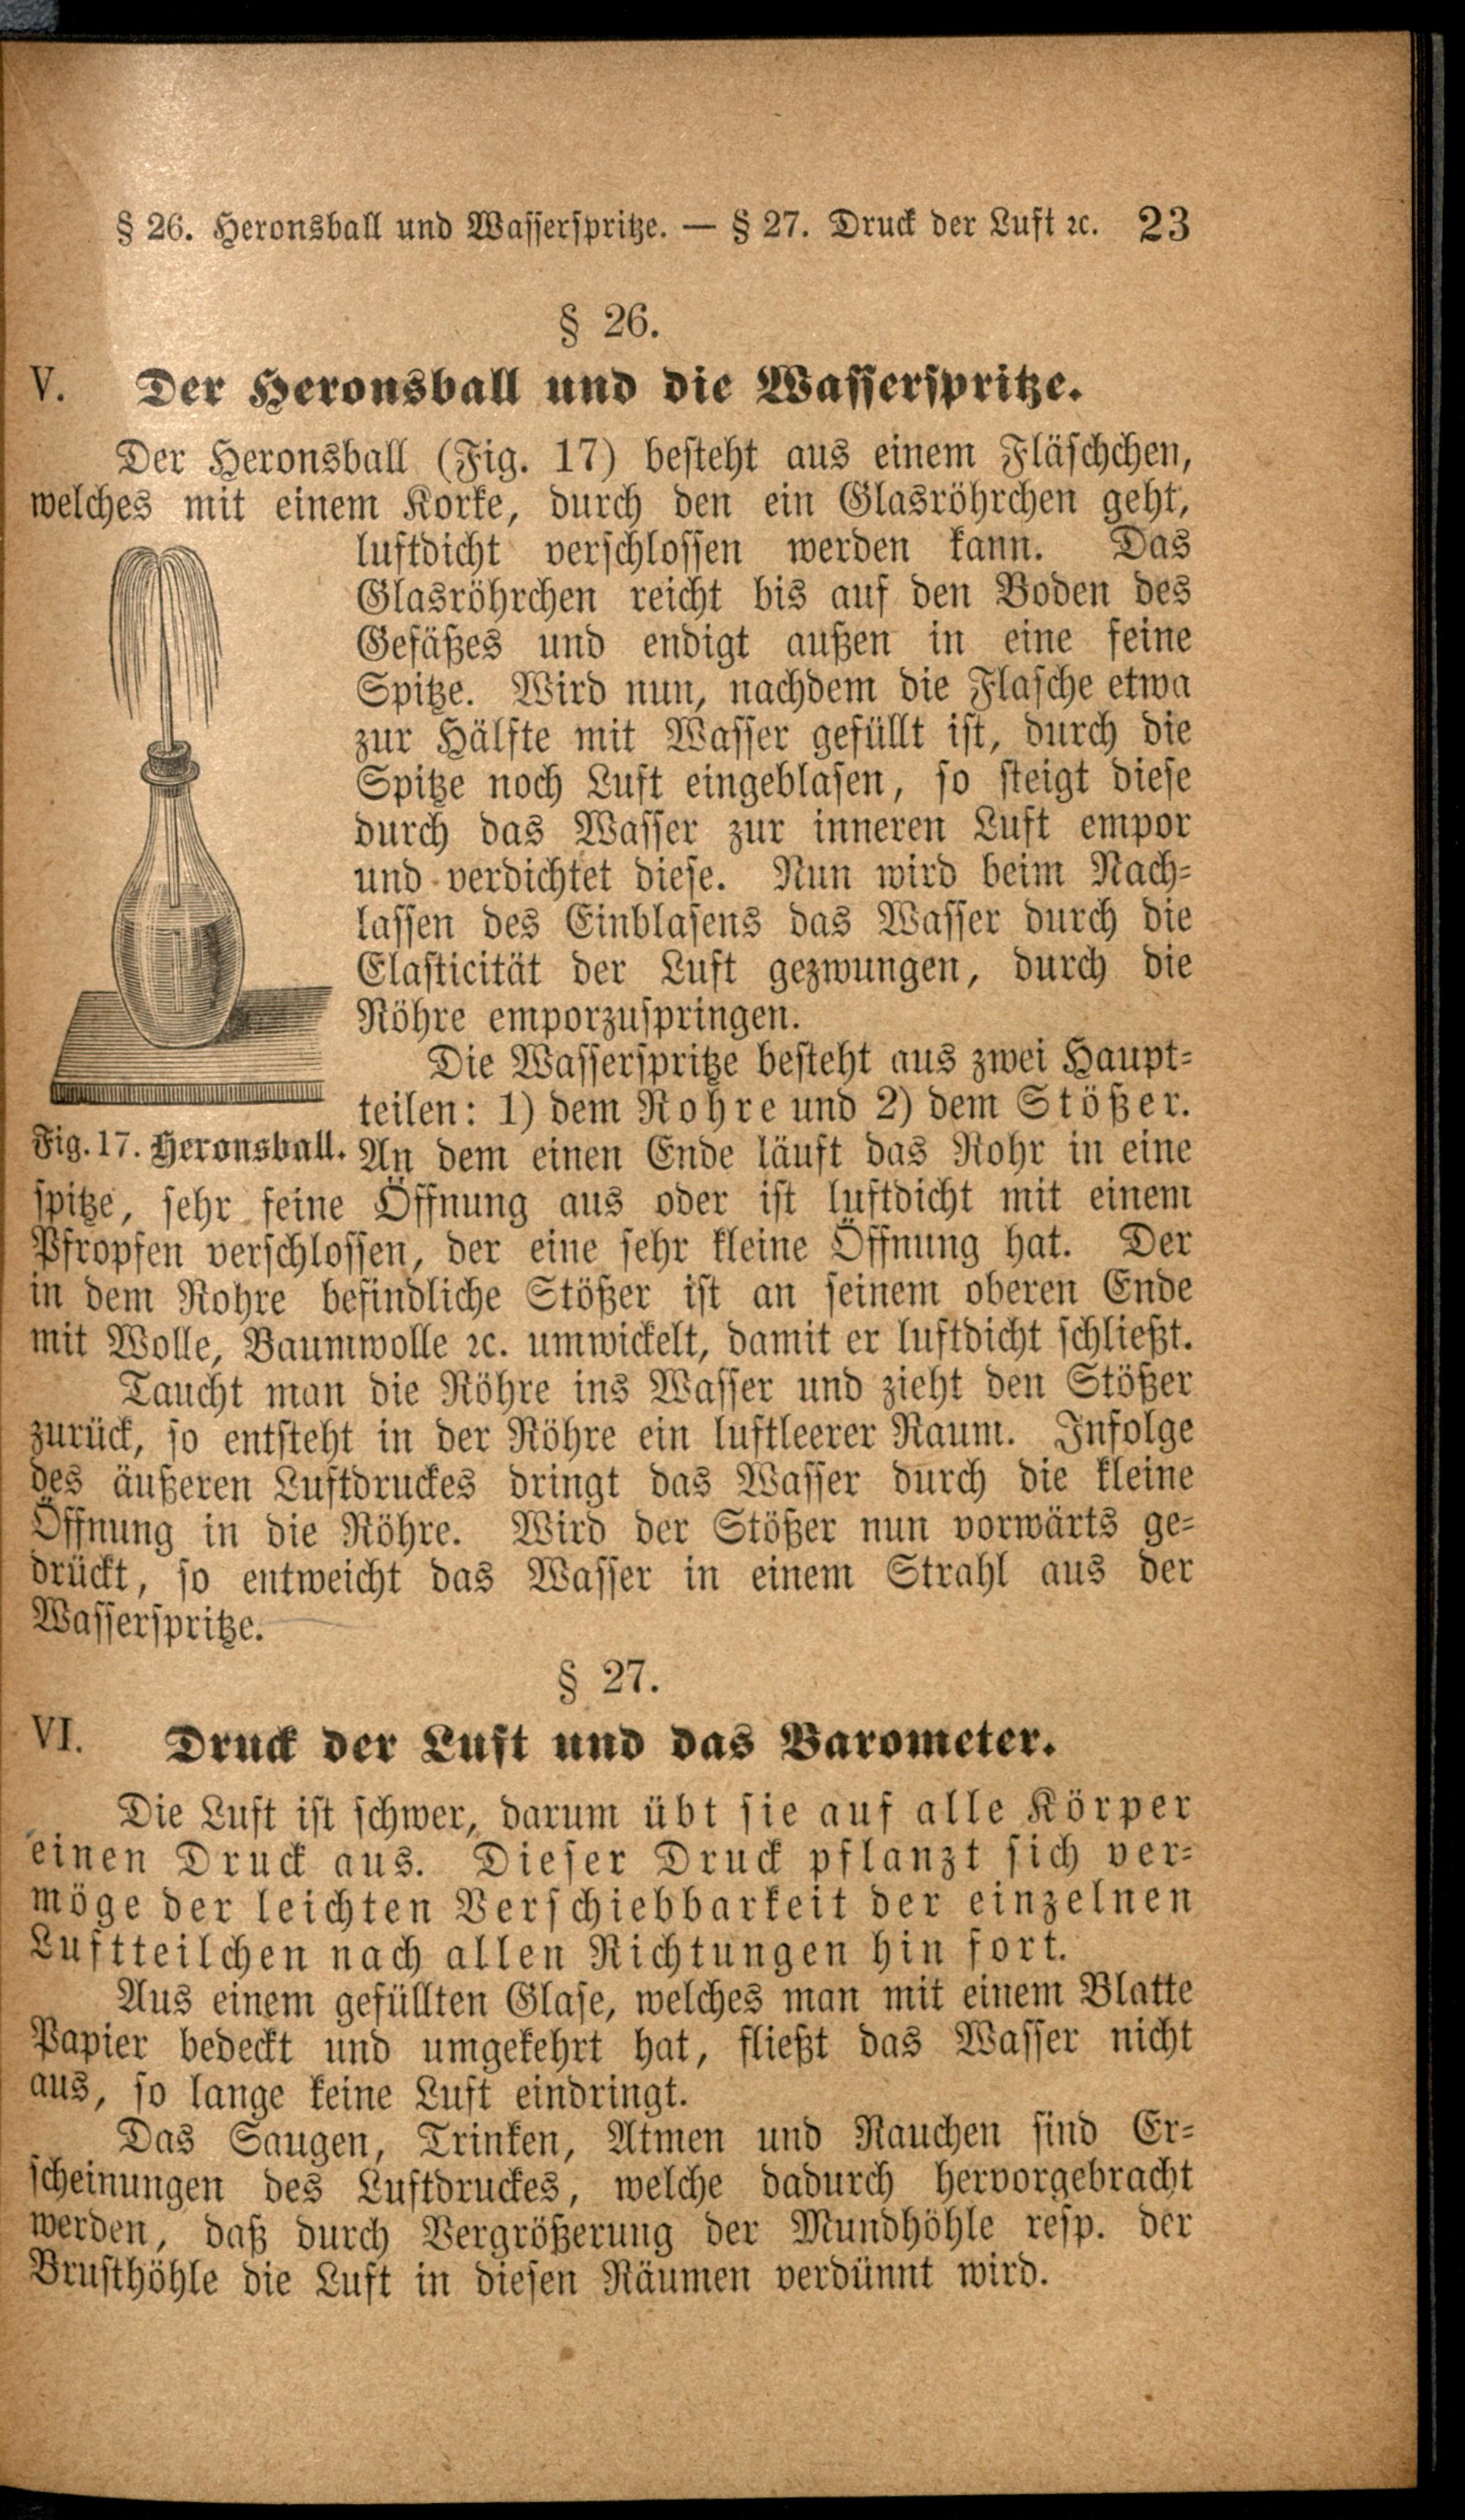 § 26. Heronsball und Wasserspritze. — § 27. Druck der Luft ꝛc. 23
§ 26.
V. Der Heronsball und die Wasserspritze.
Der Heronsball (Fig. 17) besteht aus einem Fläschchen,
welches mit einem Korke, durch den ein Glasröhrchen geht,
luftdicht verschlossen werden kann. Das
Glasröhrchen reicht bis auf den Boden des
Gefäßes und endigt außen in eine feine
Spitze. Wird nun, nachdem die Flasche etwa
zur Hälfte mit Wasser gefüllt ist, durch die
Spitze noch Luft eingeblasen, so steigt diese
durch das Wasser zur inneren Luft empor
und verdichtet diese. Nun wird beim Nach-
lassen des Einblasens das Wasser durch die
Elasticität der Luft gezwungen, durch die
Röhre emporzuspringen.
Die Wasserspritze besteht aus zwei Haupt-
teilen: 1) dem Rohre und 2) dem Stößer.
Fig. 17. Heronsball.
An dem einen Ende läuft das Rohr in eine
spitze, sehr feine Öffnung aus oder ist luftdicht mit einem
Pfropfen verschlossen, der eine sehr kleine Öffnung hat. Der
in dem Rohre befindliche Stößer ist an seinem oberen Ende
mit Wolle, Baumwolle ꝛc. umwickelt, damit er luftdicht schließt.
Taucht man die Röhre ins Wasser und zieht den Stößer
zurück, so entsteht in der Röhre ein luftleerer Raum. Infolge
des äußeren Luftdruckes dringt das Wasser durch die kleine
Öffnung in die Röhre. Wird der Stößer nun vorwärts ge-
drückt, so entweicht das Wasser in einem Strahl aus der
Wasserspritze.
§ 27.
VI. Druck der Luft und das Barometer.
Die Luft ist schwer, darum übt sie auf alle Körper
einen Druck aus. Dieser Druck pflanzt sich ver-
möge der leichten Verschiebbarkeit der einzelnen
Luftteilchen nach allen Richtungen hin fort.
Aus einem gefüllten Glase, welches man mit einem Blatte
Papier bedeckt und umgekehrt hat, fließt das Wasser nicht
aus, so lange keine Luft eindringt.
Das Saugen, Trinken, Atmen und Rauchen sind Er-
scheinungen des Luftdruckes, welche dadurch hervorgebracht
werden, daß durch Vergrößerung der Mundhöhle resp. der
Brusthöhle die Luft in diesen Räumen verdünnt wird.